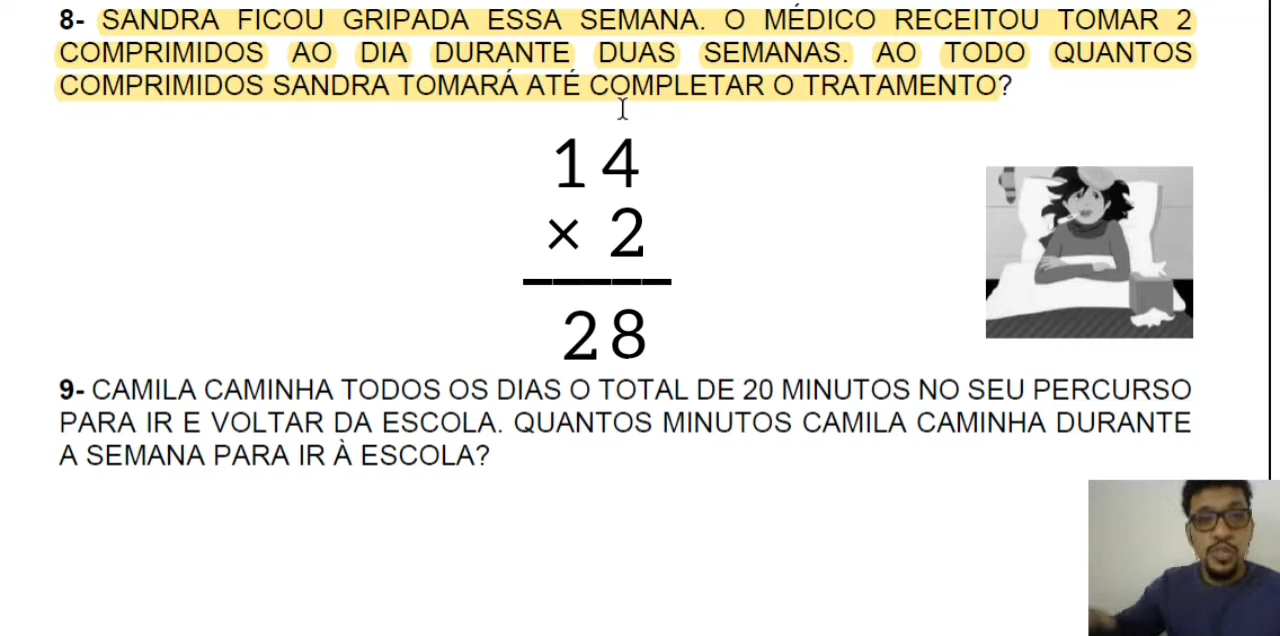 8- SANDRA FICOU GRIPADA ESSA SEMANA. O MÉDICO RECEITOU TOMAR 2
COMPRIMIDOS AO DIA DURANTE DUAS SEMANAS. AO TODO QUANTOS
COMPRIMIDOS SANDRA TOMARÁ ATÉ COMPLETAR O TRATAMENTO?
14
× 2
28
9- CAMILA CAMINHA TODOS OS DIAS O TOTAL DE 20 MINUTOS NO SEU PERCURSO
PARA IR E VOLTAR DA ESCOLA. QUANTOS MINUTOS CAMILA CAMINHA DURANTE
A SEMANA PARA IR À ESCOLA?